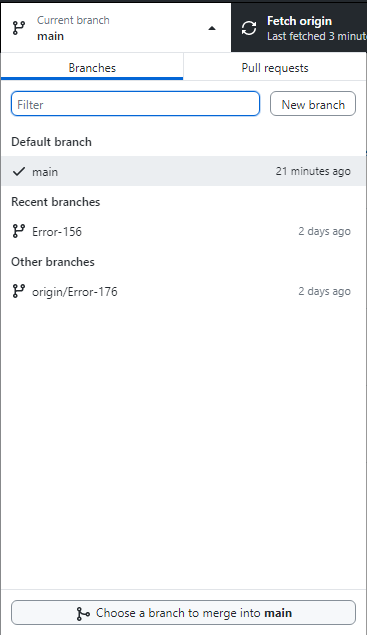 Current branch
main
Fetch origin
Last fetched 3 minut
Branches
Pull requests
Filter
New branch
Default branch
main
21 minutes ago
Recent branches
Error-156
2 days ago
Other branches
origin/Error-176
2 days ago
Choose a branch to merge into main